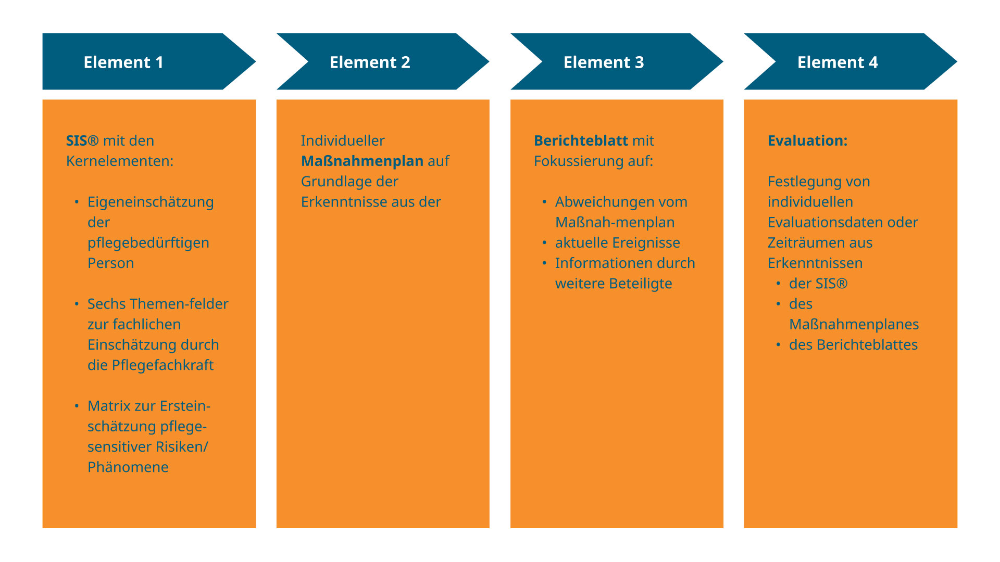 Element 1
SIS® mit den
Kernelementen:
• Eigeneinschätzung
der
pflegebedürftigen
Person
• Sechs Themen-felder
zur fachlichen
Einschätzung durch
die Pflegefachkraft
• Matrix zur Erstein-
schätzung pflege-
sensitiver Risiken/
Phänomene
Element 2
Individueller
Maßnahmenplan auf
Grundlage der
Erkenntnisse aus der
Element 3
Berichteblatt mit
Fokussierung auf:
• Abweichungen vom
Maßnah-menplan
• aktuelle Ereignisse
• Informationen durch
weitere Beteiligte
Element 4
Evaluation:
Festlegung von
individuellen
Evaluationsdaten oder
Zeiträumen aus
Erkenntnissen
• der SIS®
• des
Maßnahmenplanes
• des Berichteblattes